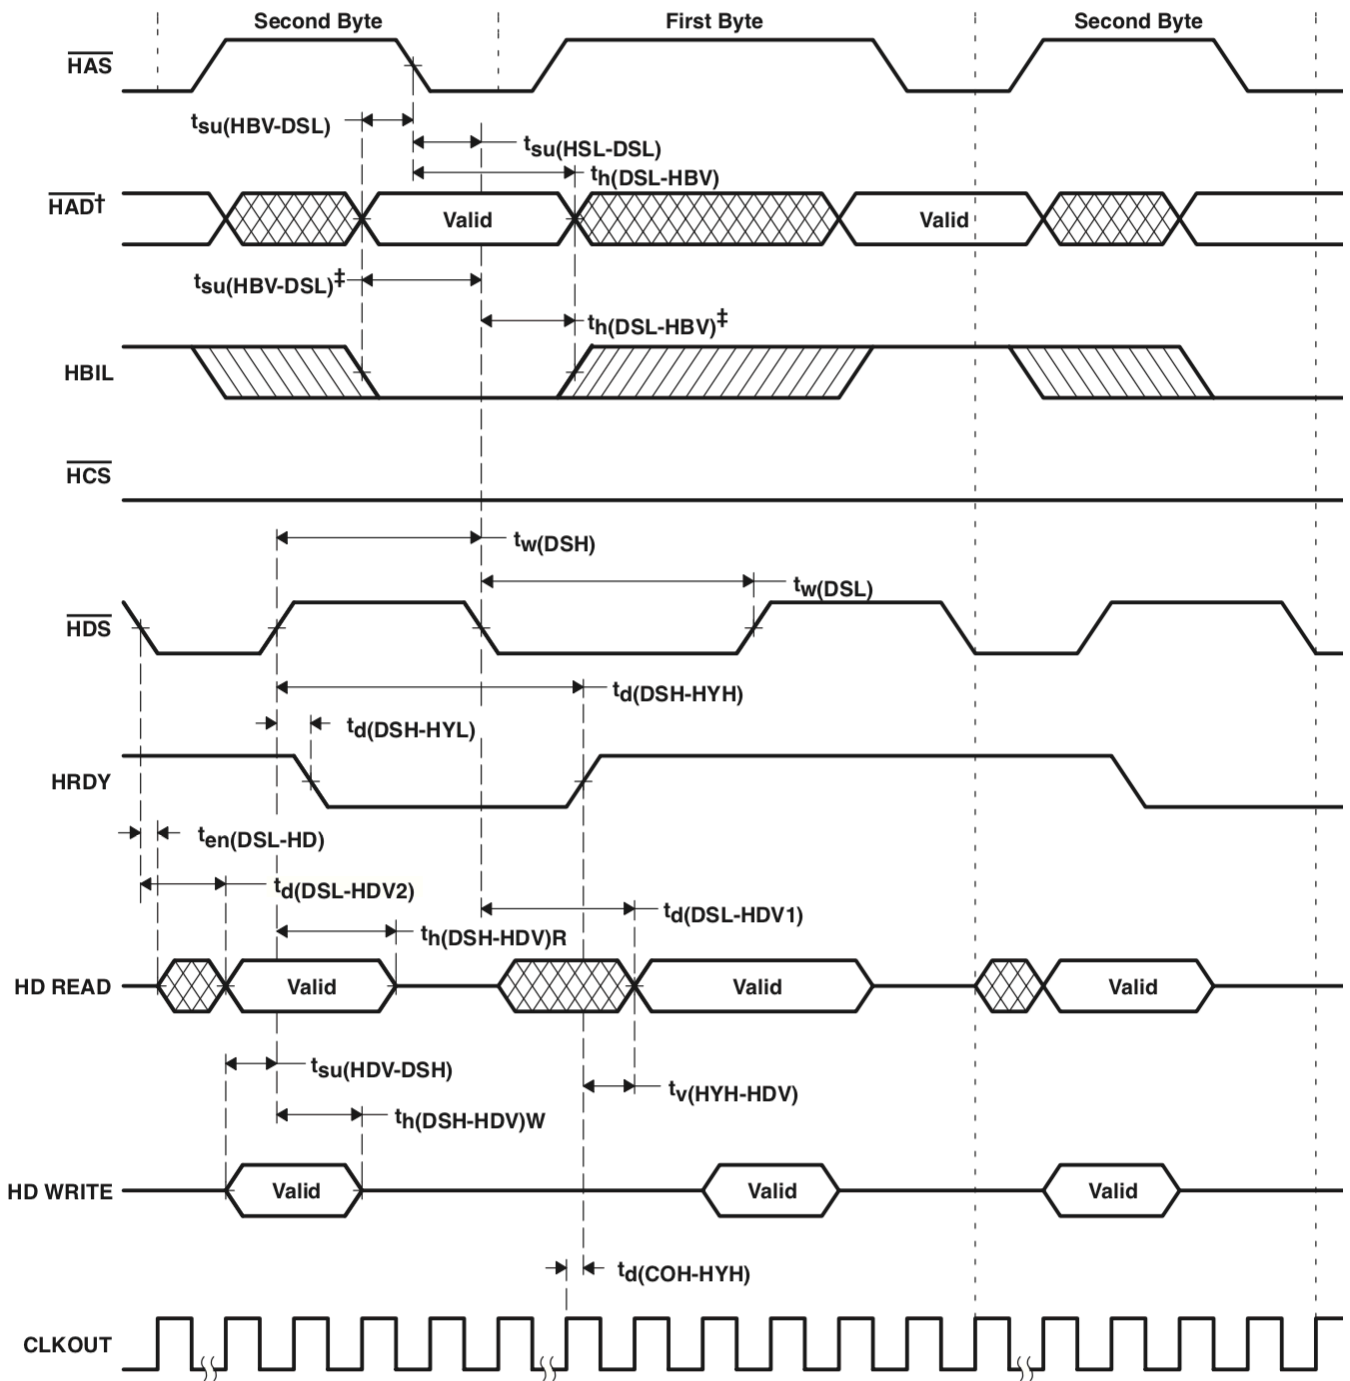 Second Byte First Byte Second Byte
HAS
tsu(HBV-DSL)
tsu(HSL-DSL)
th(DSL-HBV)
HAD† Valid Valid
tsu(HBV-DSL)‡
th(DSL-HBV)‡
HBIL
HCS
tw(DSH)
tw(DSL)
HDS
td(DSH-HYH)
td(DSH-HYL)
HRDY
ten(DSL-HD)
td(DSL-HDV2)
td(DSL-HDV1)
th(DSH-HDV)R
HD READ Valid Valid Valid
tsu(HDV-DSH)
tv(HYH-HDV)
th(DSH-HDV)W
HD WRITE Valid Valid Valid
td(COH-HYH)
CLKOUT